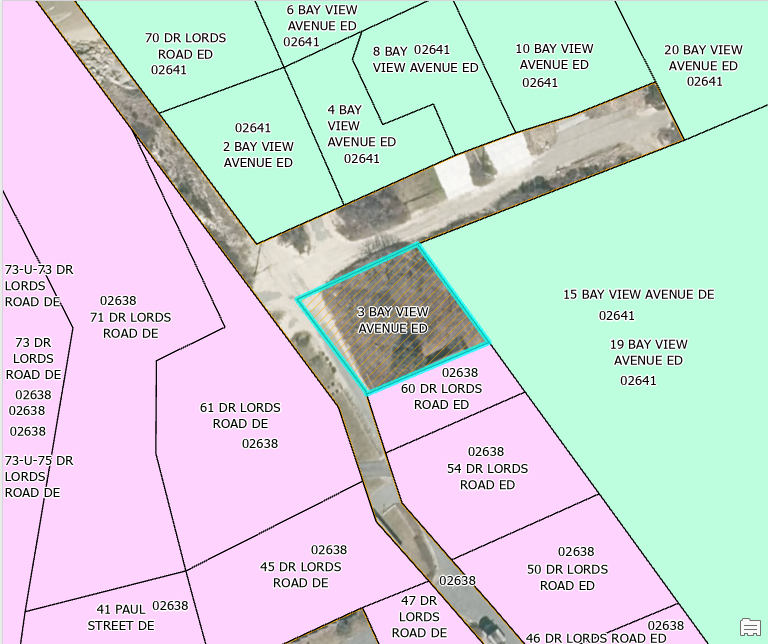 6 BAY VIEW
AVENUE ED
02641
70 DR LORDS
ROAD ED
02641
8 BAY 02641
VIEW AVENUE ED
10 BAY VIEW
AVENUE ED
02641
20 BAY VIEW
AVENUE ED
02641
02641
2 BAY VIEW
AVENUE ED
4 BAY
VIEW
AVENUE ED
02641
73-U-73 DR
LORDS
ROAD DE
02638
71 DR LORDS
ROAD DE
3 BAY VIEW
AVENUE ED
15 BAY VIEW AVENUE DE
02641
19 BAY VIEW
AVENUE ED
02641
73 DR
LORDS
ROAD DE
02638
02638
02638
73-U-75 DR
LORDS
ROAD DE
61 DR LORDS
ROAD DE
02638
02638
60 DR LORDS
ROAD ED
02638
54 DR LORDS
ROAD ED
02638
45 DR LORDS
ROAD DE
02638
50 DR LORDS
ROAD ED
02638
41 PAUL 02638
STREET DE
47 DR
LORDS
ROAD DE
02638
46 DR LORDS ROAD ED